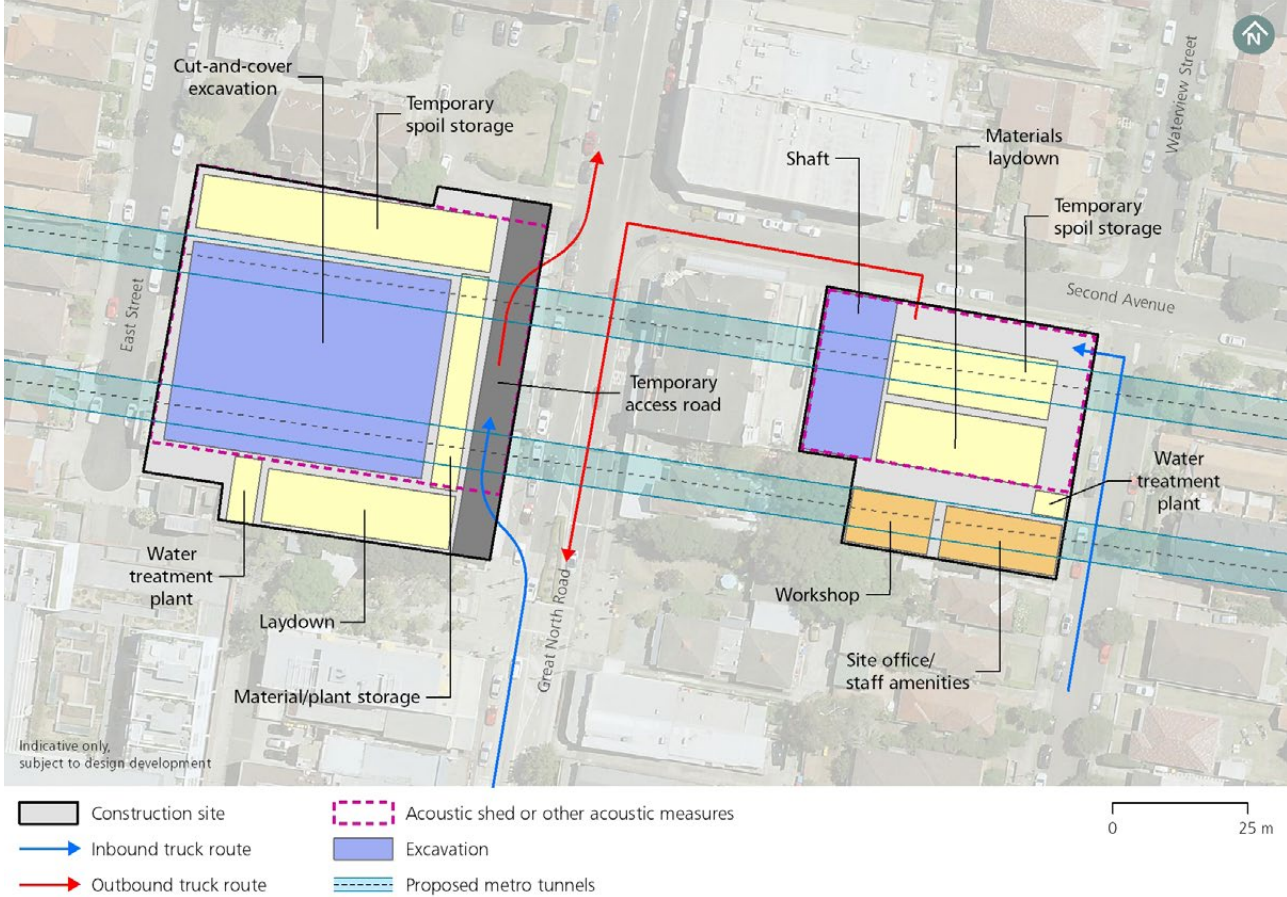 N
Waterview Street
Cut-and-cover
excavation
Temporary
spoil storage
Shaft
Materials
laydown
Temporary
spoil storage
Second Avenue
East Street
Temporary
access road
Water
treatment
plant
Water
treatment
plant
Laydown
Workshop
Great North Road
Site office/
staff amenities
Material/plant storage
Indicative only,
subject to design development
Construction site
Inbound truck route
Outbound truck route
Acoustic shed or other acoustic measures
Excavation
Proposed metro tunnels
0 25 m